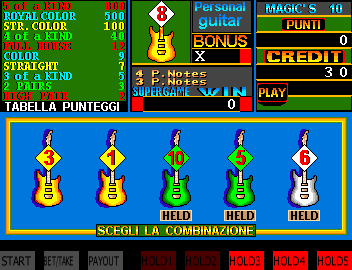 5 of a KIND 800
ROYAL COLOR 500
STR. COLOR 100
4 of a KIND 40
FULL HOUSE 12
COLOR 9
STRAIGHT 7
3 of a KIND 5
2 PAIRS 3
HIGH PAIR 2
TABELLA PUNTEGGI
8
Personal
guitar
BONUS
X
4 P.Notes
3 P.Notes
SUPERGAME WIN
0
MAGIC'S 10
PUNTI
0
CREDIT
30
PLAY
3 1 10 5 6
HELD HELD HELD
SCEGLI LA COMBINAZIONE
START BET/TAKE PAYOUT HOLD1 HOLD2 HOLD3 HOLD4 HOLD5